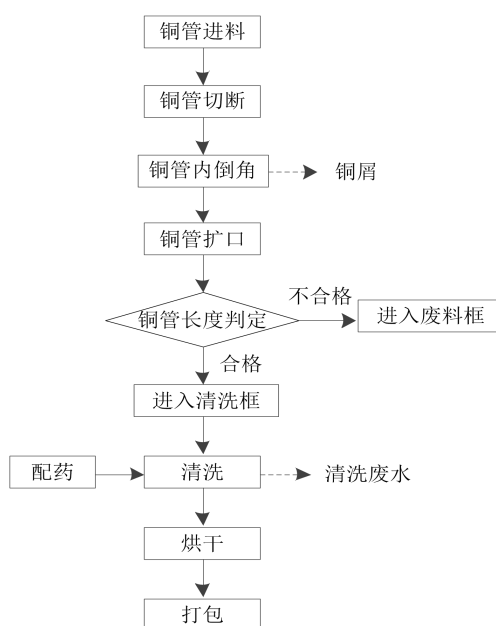 铜管进料
铜管切断
铜管内倒角
铜屑
铜管扩口
不合格
铜管长度判定
进入废料框
合格
进入清洗框
配药
清洗
清洗废水
烘干
打包